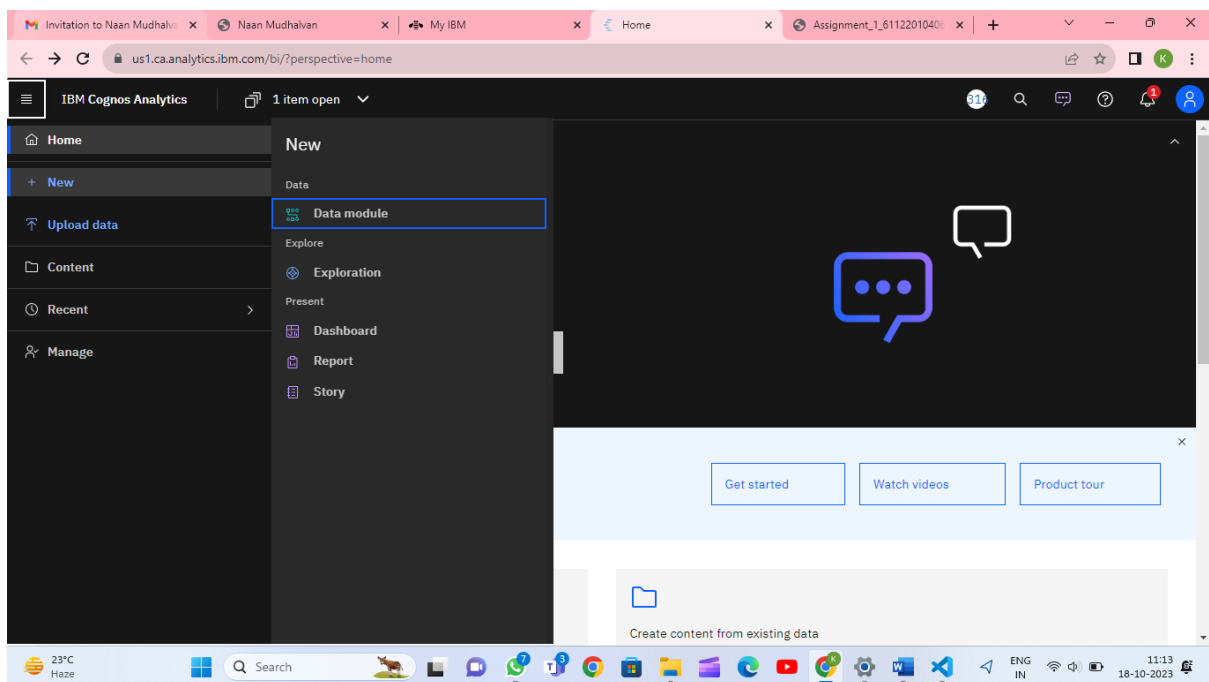 Invitation to Naan Mudhalva
Naan Mudhalvan
My IBM
Home
Assignment_1_61122010406
us1.ca.analytics.ibm.com/bi/?perspective=home
K
IBM Cognos Analytics
1 item open
316
1
Home
New
Upload data
Content
Recent
Manage
New
Data
Data module
Explore
Exploration
Present
Dashboard
Report
Story
Get started
Watch videos
Product tour
Create content from existing data
23°C
Haze
Search
ENG
IN
11:13
18-10-2023